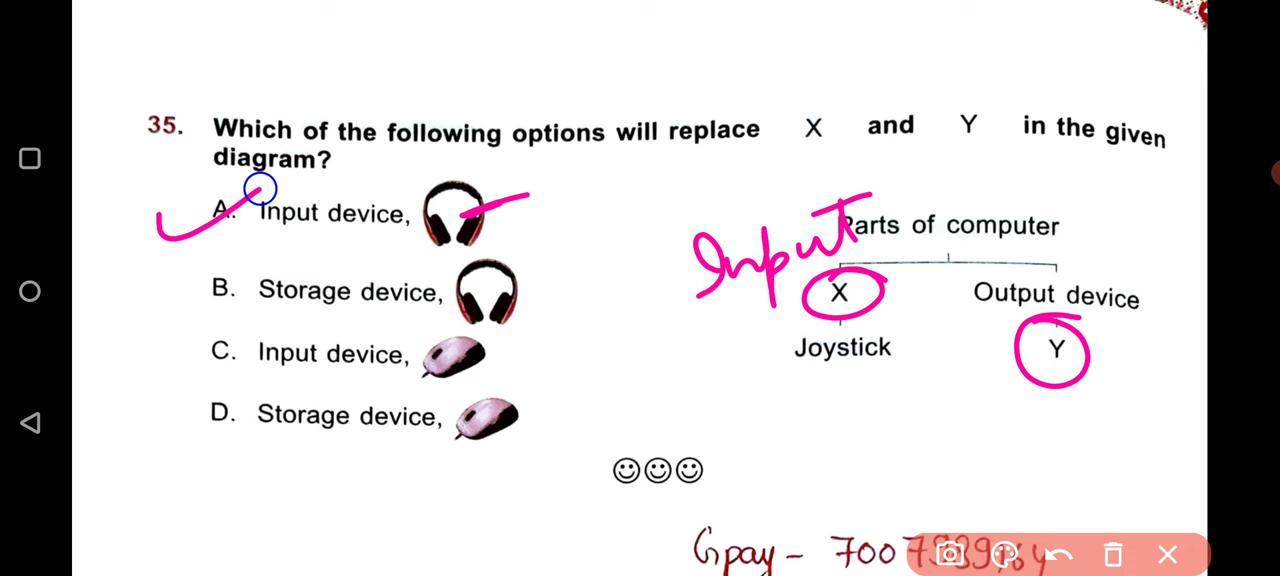 35. Which of the following options will replace X and Y in the given
diagram?
A. Input device,
B. Storage device,
C. Input device,
D. Storage device,
Input
Parts of computer
X
Output device
Joystick
Y
Gpay - 7007